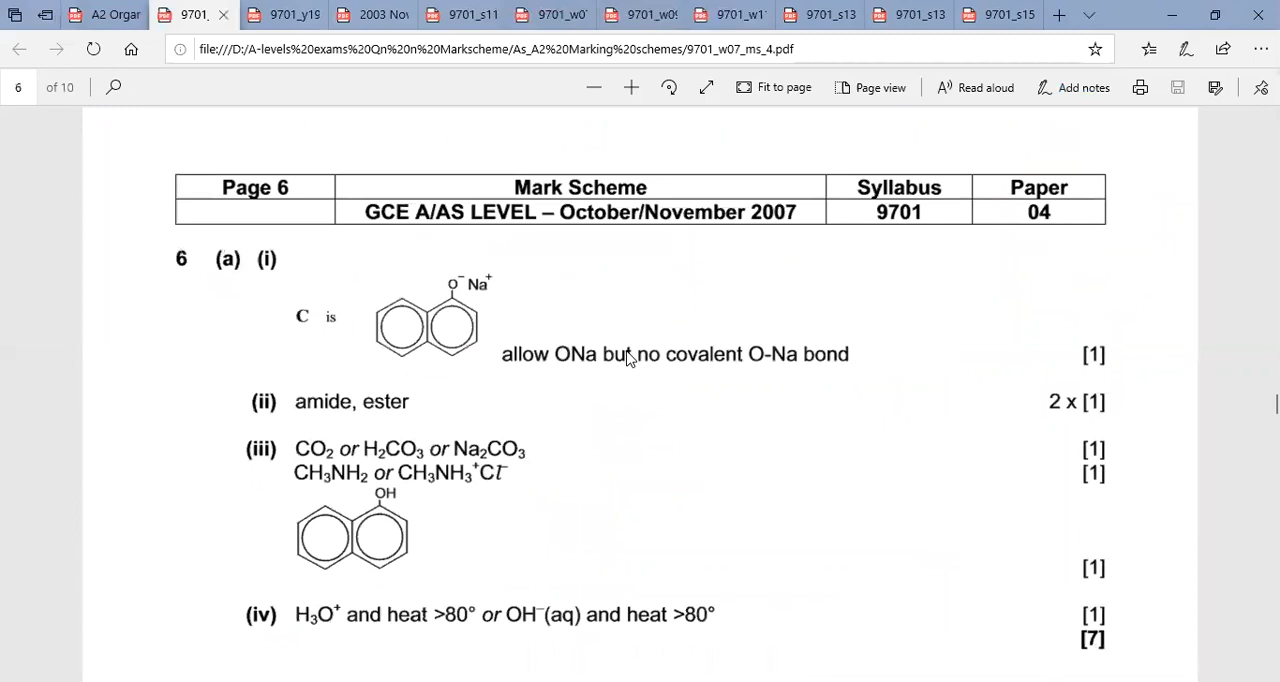 A2 Orgar
9701_
9701_y19
2003 Nov
9701_s11
9701_w0
9701_w09
9701_w1
9701_s13
9701_s13
9701_s15
file:///D:/A-levels%20exams%20Qn%20n%20Markscheme/As_A2%20Marking%20schemes/9701_w07_ms_4.pdf
6 of 10
Fit to page
Page view
Read aloud
Add notes
Page 6 Mark Scheme Syllabus Paper
GCE A/AS LEVEL – October/November 2007 9701 04
6 (a) (i)
O⁻ Na⁺
C is
allow ONa but no covalent O-Na bond [1]
(ii) amide, ester 2 x [1]
(iii) CO₂ or H₂CO₃ or Na₂CO₃ [1]
CH₃NH₂ or CH₃NH₃⁺Cl⁻ [1]
OH
[1]
(iv) H₃O⁺ and heat >80° or OH⁻(aq) and heat >80° [1]
[7]